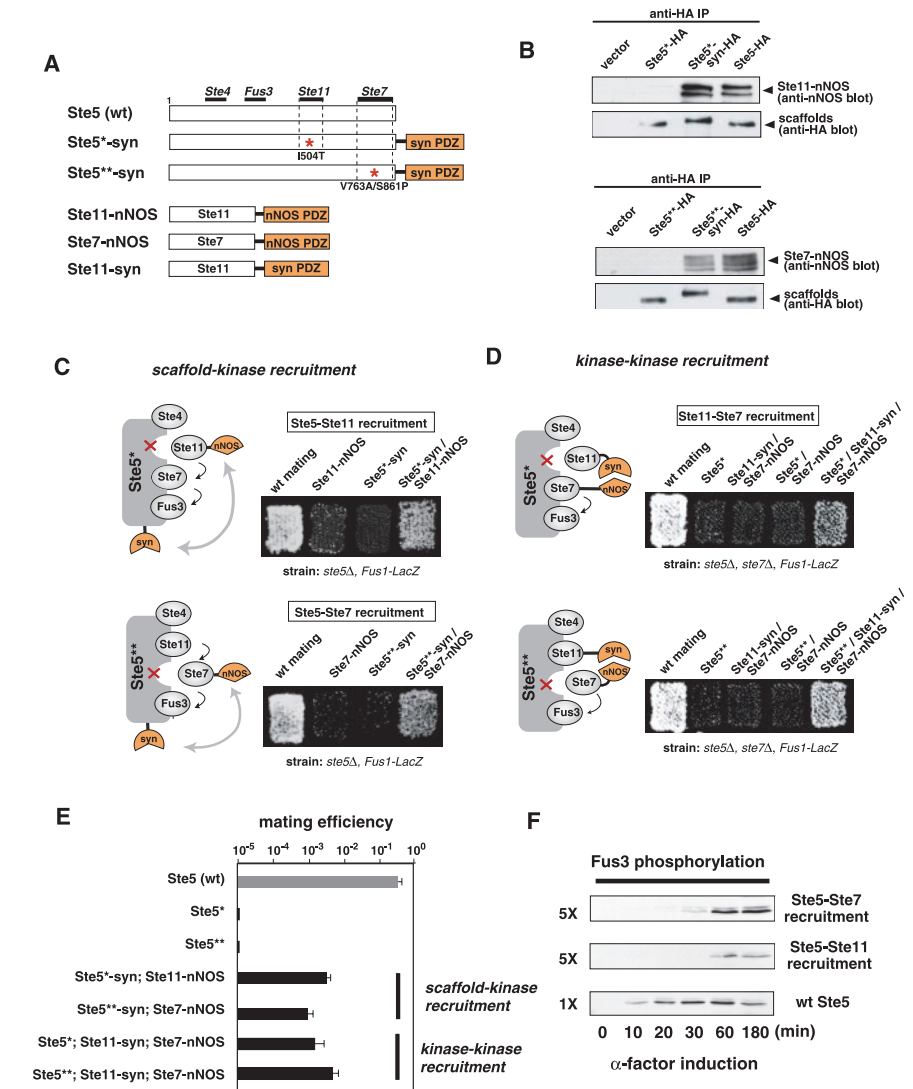 A
1
Ste4
Fus3
Ste11
Ste7
Ste5 (wt)
Ste5*-syn
*
I504T
syn PDZ
Ste5**-syn
*
V763A/S861P
syn PDZ
Ste11-nNOS
Ste11
nNOS PDZ
Ste7-nNOS
Ste7
nNOS PDZ
Ste11-syn
Ste11
syn PDZ
B
anti-HA IP
vector
Ste5*-HA
Ste5*-
syn-HA
Ste5-HA
Ste11-nNOS
(anti-nNOS blot)
scaffolds
(anti-HA blot)
anti-HA IP
vector
Ste5**-HA
Ste5**-
syn-HA
Ste5-HA
Ste7-nNOS
(anti-nNOS blot)
scaffolds
(anti-HA blot)
C
scaffold-kinase recruitment
Ste5*
Ste4
Ste11
nNOS
Ste7
Fus3
syn
Ste5-Ste11 recruitment
wt mating
Ste11-nNOS
Ste5*-syn
Ste5*-syn /
Ste11-nNOS
strain: ste5Δ, Fus1-LacZ
Ste5**
Ste4
Ste11
Ste7
nNOS
Fus3
syn
Ste5-Ste7 recruitment
wt mating
Ste7-nNOS
Ste5**-syn
Ste5**-syn /
Ste7-nNOS
strain: ste5Δ, Fus1-LacZ
D
kinase-kinase recruitment
Ste5*
Ste4
Ste11
syn
Ste7
nNOS
Fus3
Ste11-Ste7 recruitment
wt mating
Ste5*
Ste11-syn /
Ste7-nNOS
Ste5* /
Ste7-nNOS
Ste5* / Ste11-syn /
Ste7-nNOS
strain: ste5Δ, ste7Δ, Fus1-LacZ
Ste5**
Ste4
Ste11
syn
nNOS
Ste7
Fus3
wt mating
Ste5**
Ste11-syn /
Ste7-nNOS
Ste5** /
Ste7-nNOS
Ste5** / Ste11-syn /
Ste7-nNOS
strain: ste5Δ, ste7Δ, Fus1-LacZ
E
mating efficiency
10-5 10-4 10-3 10-2 10-1 100
Ste5 (wt)
Ste5*
Ste5**
Ste5*-syn; Ste11-nNOS
Ste5**-syn; Ste7-nNOS
Ste5*; Ste11-syn; Ste7-nNOS
Ste5**; Ste11-syn; Ste7-nNOS
scaffold-kinase
recruitment
kinase-kinase
recruitment
F
Fus3 phosphorylation
5X
Ste5-Ste7
recruitment
5X
Ste5-Ste11
recruitment
1X
wt Ste5
0 10 20 30 60 180 (min)
α-factor induction